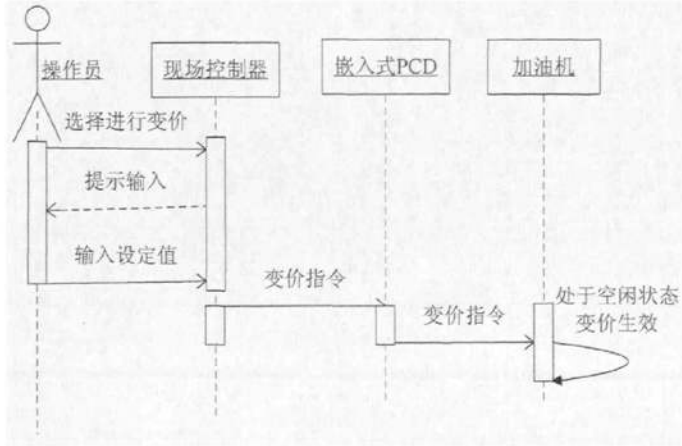 操作员
现场控制器
嵌入式PCD
加油机
选择进行变价
提示输入
输入设定值
变价指令
变价指令
处于空闲状态
变价生效